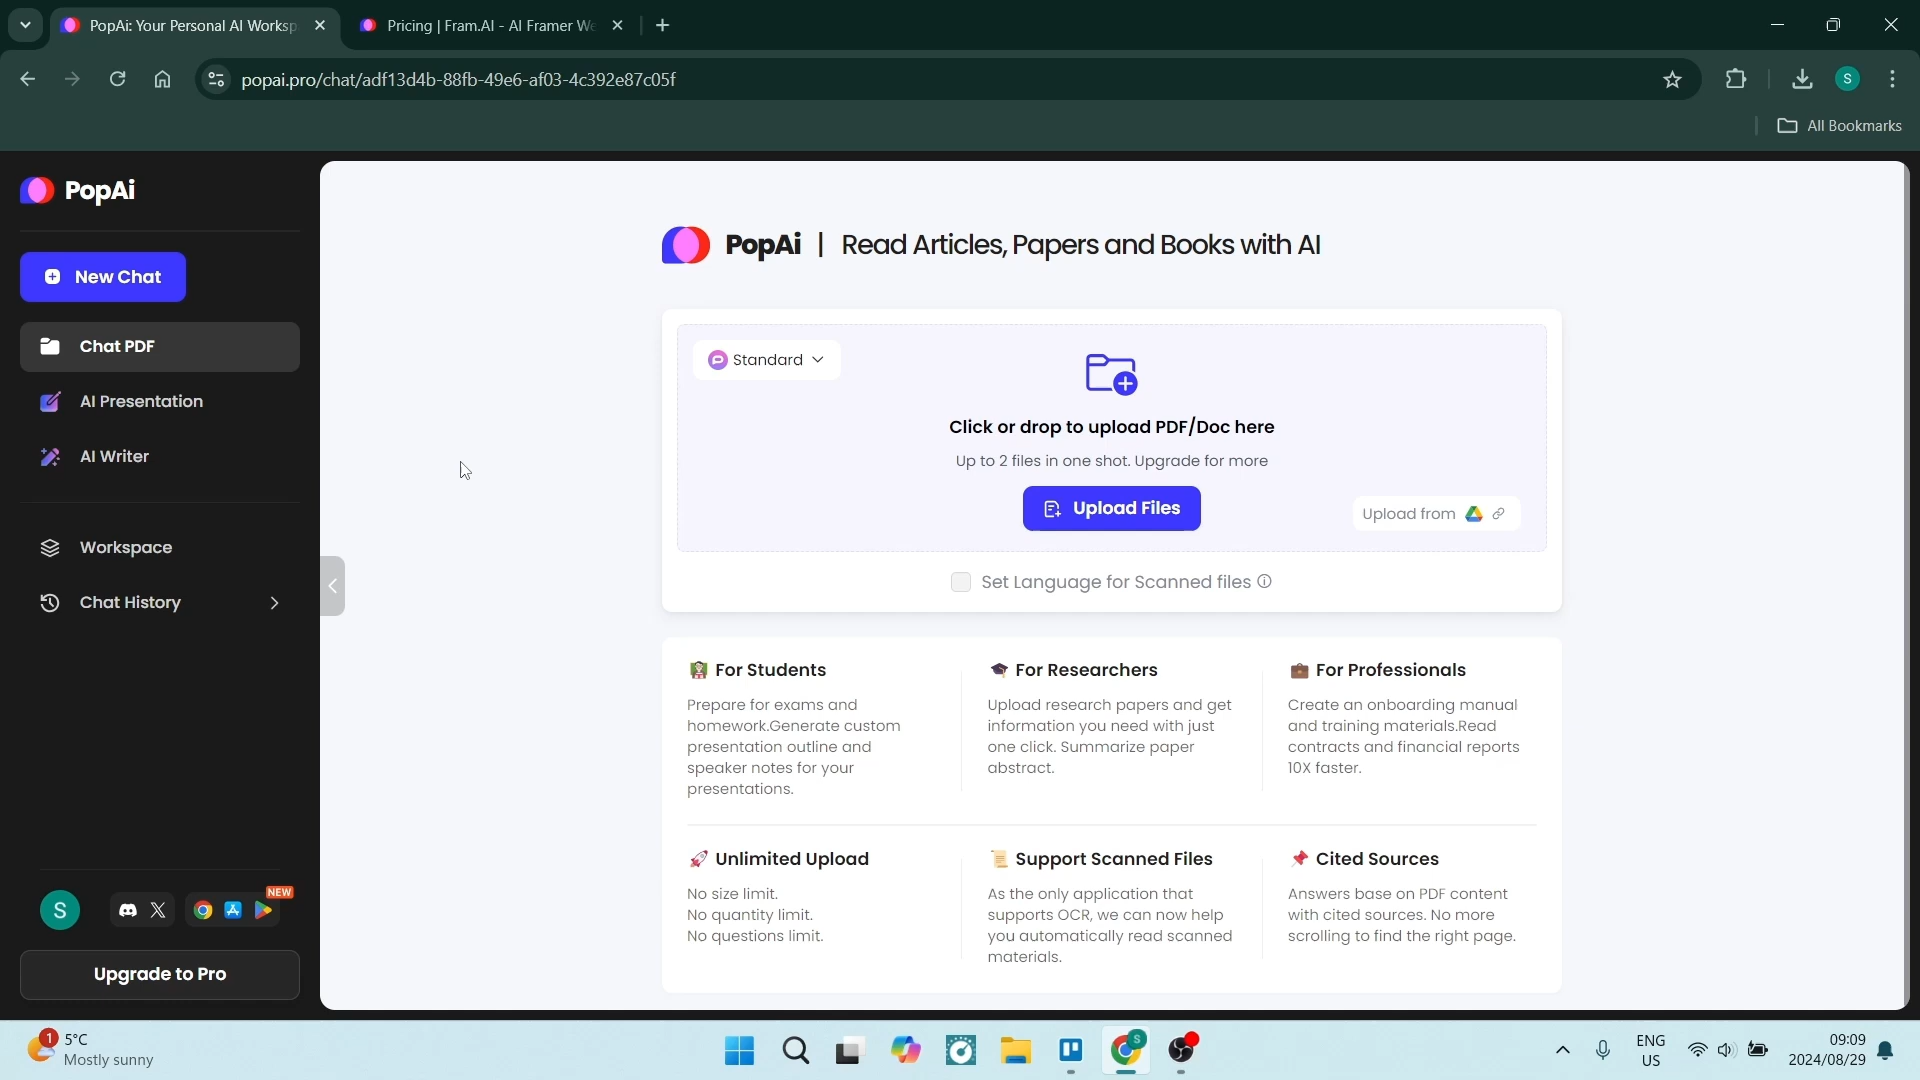 PopAi: Your Personal AI Worksp
Pricing | Fram.AI - AI Framer We
popai.pro/chat/adf13d4b-88fb-49e6-af03-4c392e87c05f
S
All Bookmarks
PopAi
New Chat
Chat PDF
AI Presentation
AI Writer
Workspace
Chat History
S
NEW
Upgrade to Pro
PopAi | Read Articles, Papers and Books with AI
Standard
Click or drop to upload PDF/Doc here
Up to 2 files in one shot. Upgrade for more
Upload Files
Upload from
Set Language for Scanned files
For Students
Prepare for exams and
homework.Generate custom
presentation outline and
speaker notes for your
presentations.
For Researchers
Upload research papers and get
information you need with just
one click. Summarize paper
abstract.
For Professionals
Create an onboarding manual
and training materials.Read
contracts and financial reports
10X faster.
Unlimited Upload
No size limit.
No quantity limit.
No questions limit.
Support Scanned Files
As the only application that
supports OCR, we can now help
you automatically read scanned
materials.
Cited Sources
Answers base on PDF content
with cited sources. No more
scrolling to find the right page.
1
5°C
Mostly sunny
S
ENG
US
09:09
2024/08/29